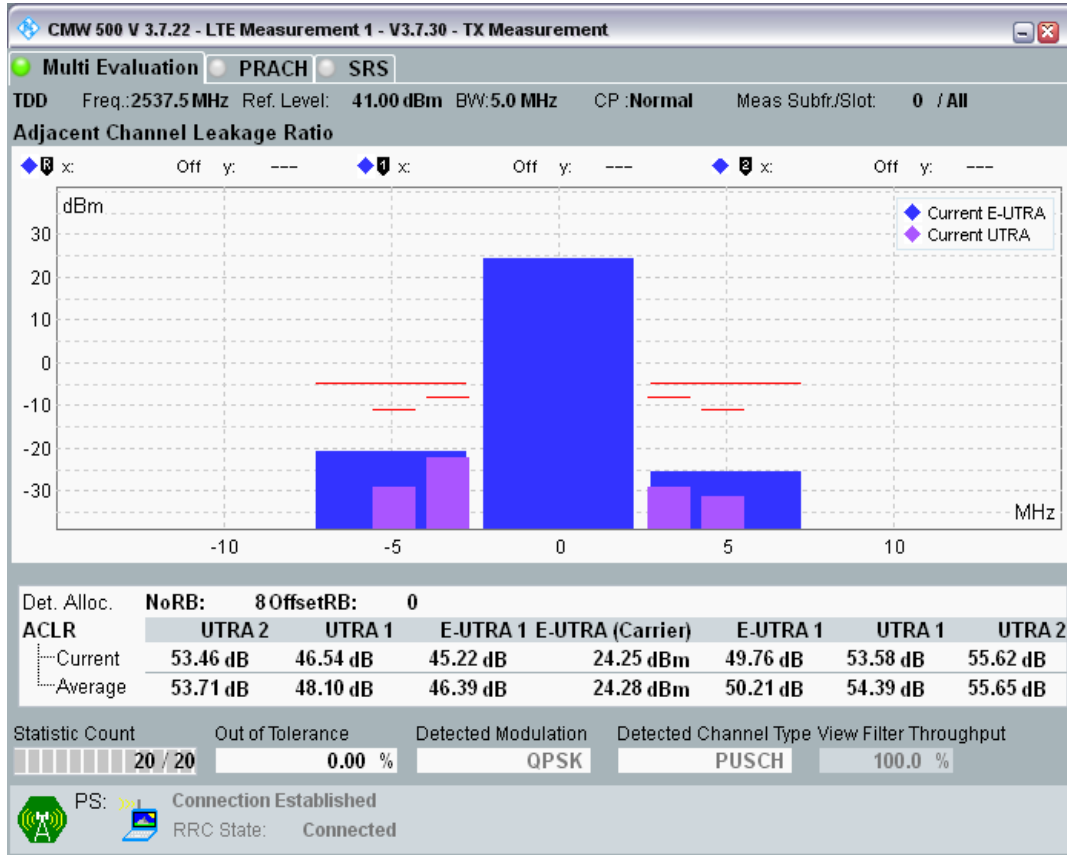 CMW 500 V 3.7.22 - LTE Measurement 1 - V3.7.30 - TX Measurement
Multi Evaluation PRACH SRS
TDD Freq.:2537.5 MHz Ref. Level: 41.00 dBm BW:5.0 MHz CP :Normal Meas Subfr./Slot: 0 / All
Adjacent Channel Leakage Ratio
R x: Off y: --- 1 x: Off y: --- 2 x: Off y: ---
dBm
Current E-UTRA
Current UTRA
30
20
10
0
-10
-20
-30
MHz
-10 -5 0 5 10
Det. Alloc. NoRB: 8 OffsetRB: 0
ACLR UTRA 2 UTRA 1 E-UTRA 1 E-UTRA (Carrier) E-UTRA 1 UTRA 1 UTRA 2
Current 53.46 dB 46.54 dB 45.22 dB 24.25 dBm 49.76 dB 53.58 dB 55.62 dB
Average 53.71 dB 48.10 dB 46.39 dB 24.28 dBm 50.21 dB 54.39 dB 55.65 dB
Statistic Count Out of Tolerance Detected Modulation Detected Channel Type View Filter Throughput
20 / 20 0.00 % QPSK PUSCH 100.0 %
PS: Connection Established
RRC State: Connected